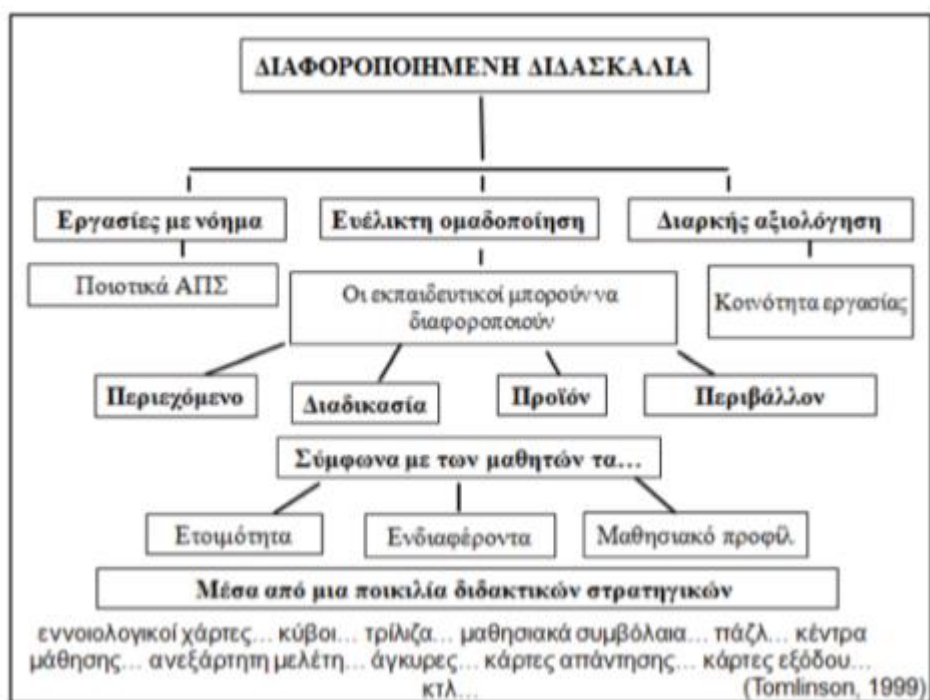 ΔΙΑΦΟΡΟΠΟΙΗΜΕΝΗ ΔΙΔΑΣΚΑΛΙΑ
Εργασίες με νόημα
Ευέλικτη ομαδοποίηση
Διαρκής αξιολόγηση
Ποιοτικά ΑΠΣ
Οι εκπαιδευτικοί μπορούν να
διαφοροποιούν
Κοινότητα εργασίας
Περιεχόμενο
Διαδικασία
Προϊόν
Περιβάλλον
Σύμφωνα με των μαθητών τα…
Ετοιμότητα
Ενδιαφέροντα
Μαθησιακό προφίλ
Μέσα από μια ποικιλία διδακτικών στρατηγικών
εννοιολογικοί χάρτες… κύβοι… τρίλιζα… μαθησιακά συμβόλαια… πάζλ… κέντρα
μάθησης… ανεξάρτητη μελέτη… άγκυρες… κάρτες απάντησης… κάρτες εξόδου…
κτλ… (Tomlinson, 1999)